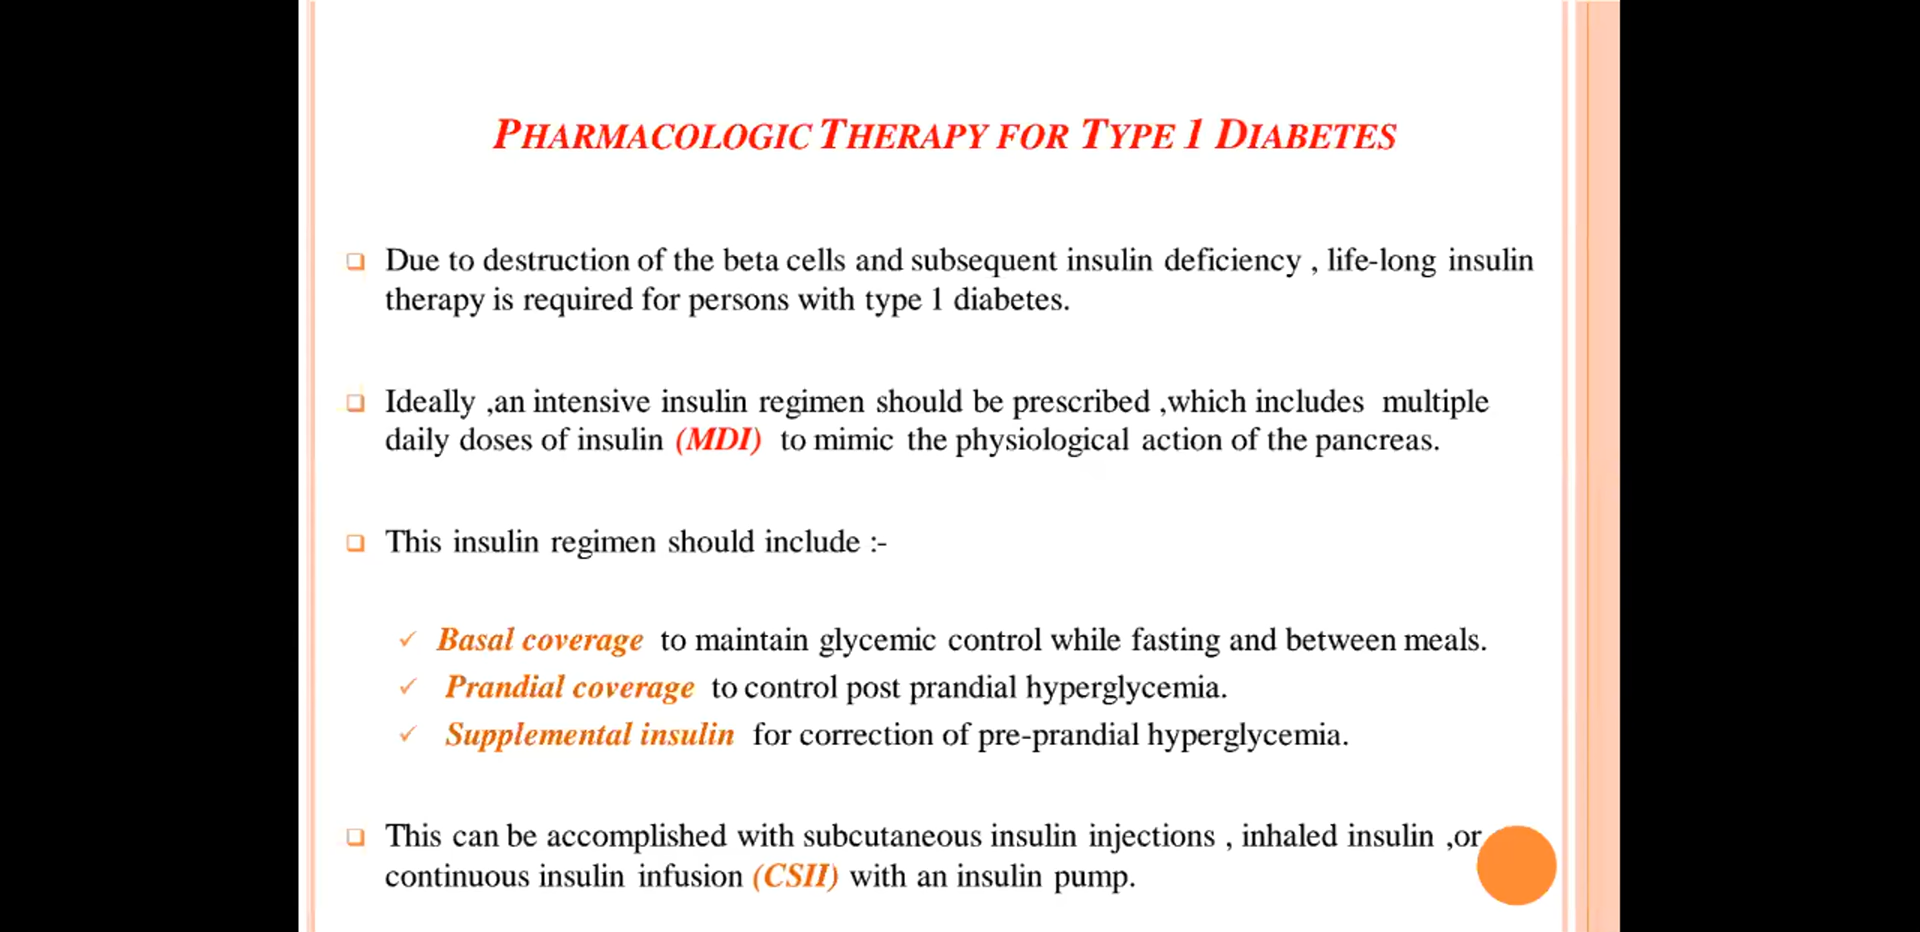 PHARMACOLOGIC THERAPY FOR TYPE 1 DIABETES
Due to destruction of the beta cells and subsequent insulin deficiency , life-long insulin
therapy is required for persons with type 1 diabetes.
Ideally ,an intensive insulin regimen should be prescribed ,which includes multiple
daily doses of insulin (MDI) to mimic the physiological action of the pancreas.
This insulin regimen should include :-
Basal coverage to maintain glycemic control while fasting and between meals.
Prandial coverage to control post prandial hyperglycemia.
Supplemental insulin for correction of pre-prandial hyperglycemia.
This can be accomplished with subcutaneous insulin injections , inhaled insulin ,or
continuous insulin infusion (CSII) with an insulin pump.